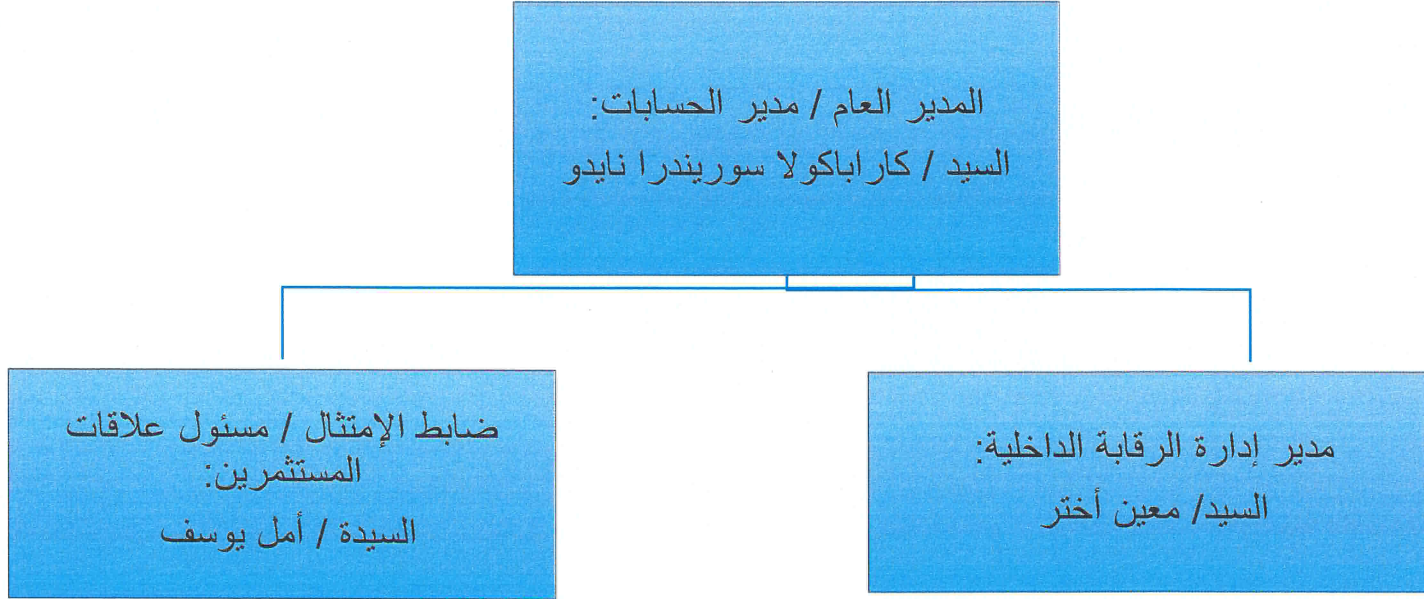 المدير العام / مدير الحسابات:
السيد / كاراباكولا سوريندرا نايدو
مدير إدارة الرقابة الداخلية:
السيد/ معين أختر
ضابط الإمتثال / مسئول علاقات
المستثمرين:
السيدة / أمل يوسف